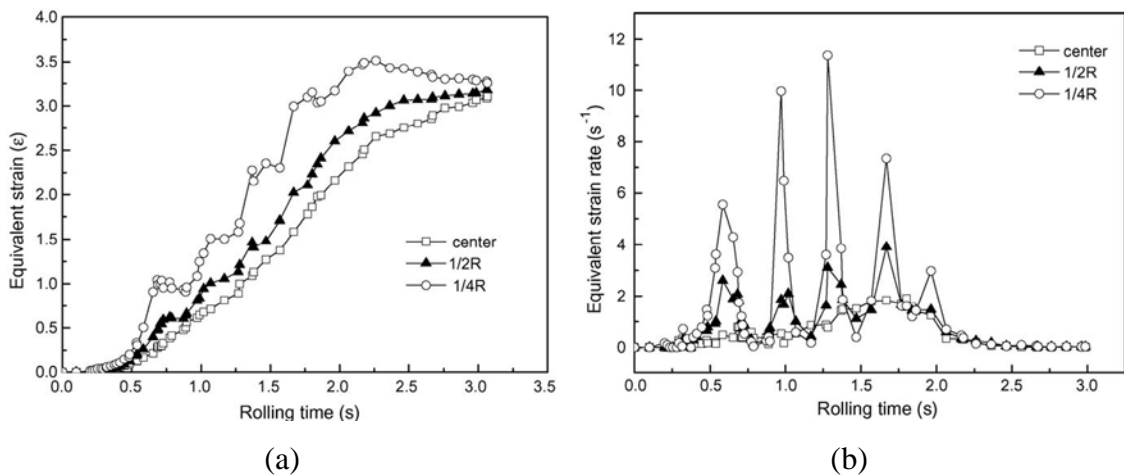 4.0
3.5
3.0
2.5
2.0
1.5
1.0
0.5
0.0
Equivalent strain (ε)
center
1/2R
1/4R
0.0 0.5 1.0 1.5 2.0 2.5 3.0 3.5
Rolling time (s)
(a)
12
10
8
6
4
2
0
Equivalent strain rate (s⁻¹)
center
1/2R
1/4R
0.0 0.5 1.0 1.5 2.0 2.5 3.0
Rolling time (s)
(b)